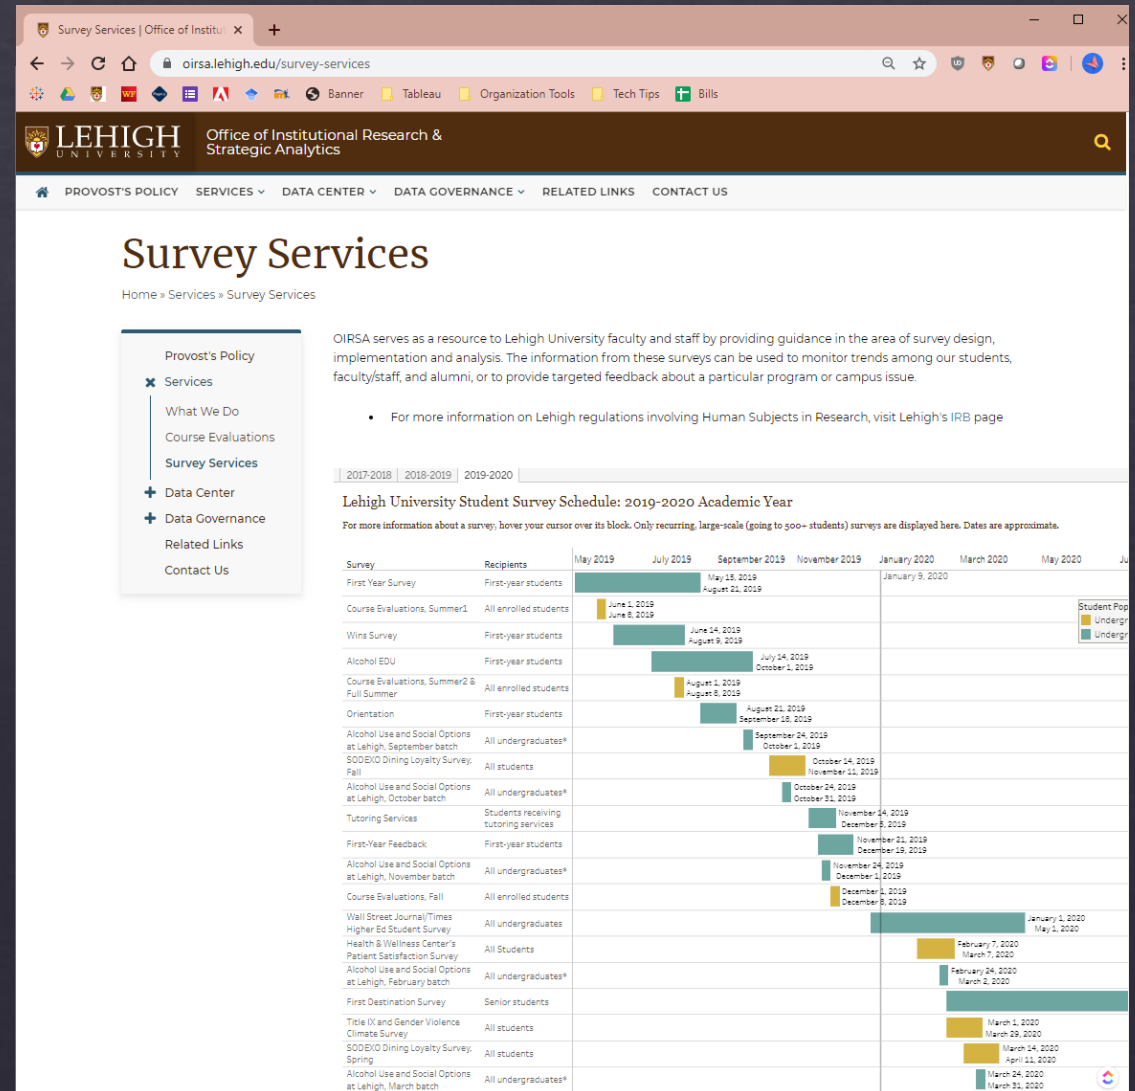 Survey Services | Office of Institut
oirsa.lehigh.edu/survey-services
Banner Tableau Organization Tools Tech Tips Bills
LEHIGH
UNIVERSITY
Office of Institutional Research &
Strategic Analytics
PROVOST'S POLICY SERVICES DATA CENTER DATA GOVERNANCE RELATED LINKS CONTACT US
Survey Services
Home » Services » Survey Services
Provost's Policy
Services
What We Do
Course Evaluations
Survey Services
Data Center
Data Governance
Related Links
Contact Us
OIRSA serves as a resource to Lehigh University faculty and staff by providing guidance in the area of survey design,
implementation and analysis. The information from these surveys can be used to monitor trends among our students,
faculty/staff, and alumni, or to provide targeted feedback about a particular program or campus issue.
• For more information on Lehigh regulations involving Human Subjects in Research, visit Lehigh's IRB page
2017-2018 2018-2019 2019-2020
Lehigh University Student Survey Schedule: 2019-2020 Academic Year
For more information about a survey, hover your cursor over its block. Only recurring, large-scale (going to 500+ students) surveys are displayed here. Dates are approximate.
Survey Recipients May 2019 July 2019 September 2019 November 2019 January 2020 March 2020 May 2020 Ju
January 9, 2020
Student Pop
Undergr
Undergr
First Year Survey First-year students May 15, 2019
August 21, 2019
Course Evaluations, Summer1 All enrolled students June 1, 2019
June 8, 2019
Wins Survey First-year students June 14, 2019
August 9, 2019
Alcohol EDU First-year students July 14, 2019
October 1, 2019
Course Evaluations, Summer2 &
Full Summer All enrolled students August 1, 2019
August 8, 2019
Orientation First-year students August 21, 2019
September 18, 2019
Alcohol Use and Social Options
at Lehigh, September batch All undergraduates* September 24, 2019
October 1, 2019
SODEXO Dining Loyalty Survey,
Fall All students October 14, 2019
November 11, 2019
Alcohol Use and Social Options
at Lehigh, October batch All undergraduates* October 24, 2019
October 31, 2019
Tutoring Services Students receiving
tutoring services November 14, 2019
December 5, 2019
First-Year Feedback First-year students November 21, 2019
December 19, 2019
Alcohol Use and Social Options
at Lehigh, November batch All undergraduates* November 24, 2019
December 1, 2019
Course Evaluations, Fall All enrolled students December 1, 2019
December 8, 2019
Wall Street Journal/Times
Higher Ed Student Survey All undergraduates January 1, 2020
May 1, 2020
Health & Wellness Center's
Patient Satisfaction Survey All Students February 7, 2020
March 7, 2020
Alcohol Use and Social Options
at Lehigh, February batch All undergraduates* February 24, 2020
March 2, 2020
First Destination Survey Senior students
Title IX and Gender Violence
Climate Survey All students March 1, 2020
March 29, 2020
SODEXO Dining Loyalty Survey,
Spring All students March 14, 2020
April 11, 2020
Alcohol Use and Social Options
at Lehigh, March batch All undergraduates* March 24, 2020
March 31, 2020